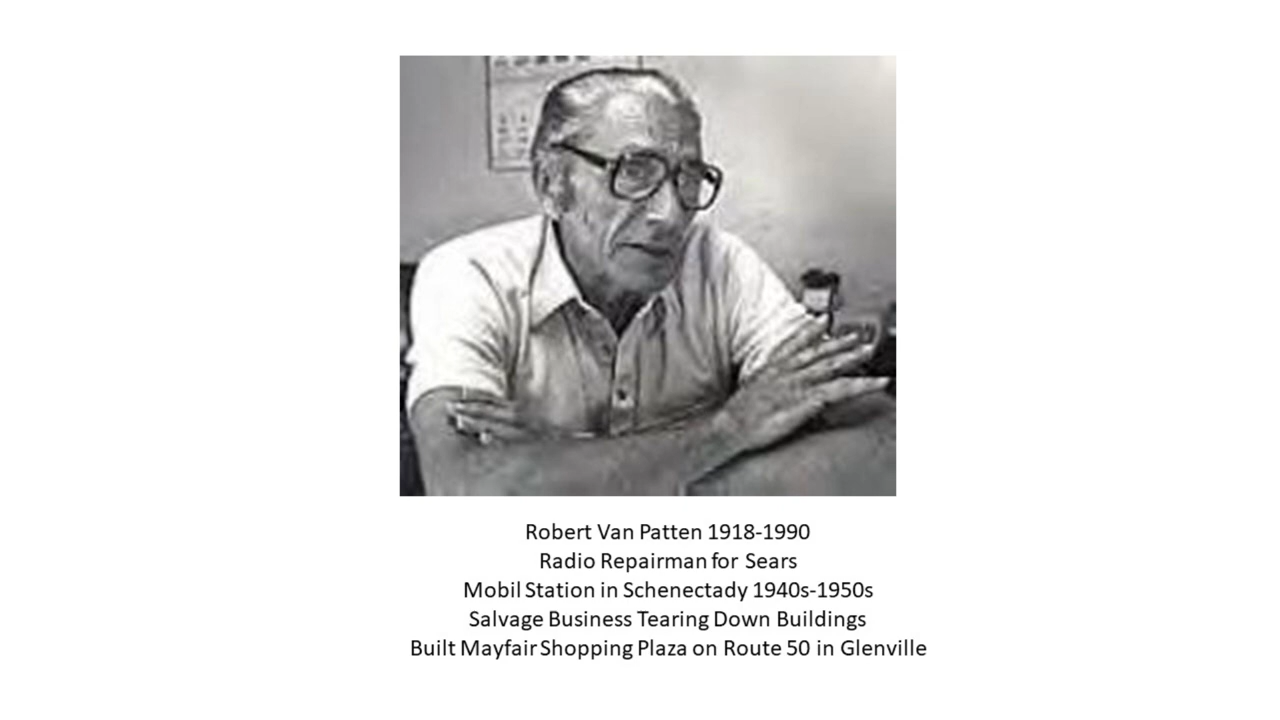 Robert Van Patten 1918-1990
Radio Repairman for Sears
Mobil Station in Schenectady 1940s-1950s
Salvage Business Tearing Down Buildings
Built Mayfair Shopping Plaza on Route 50 in Glenville